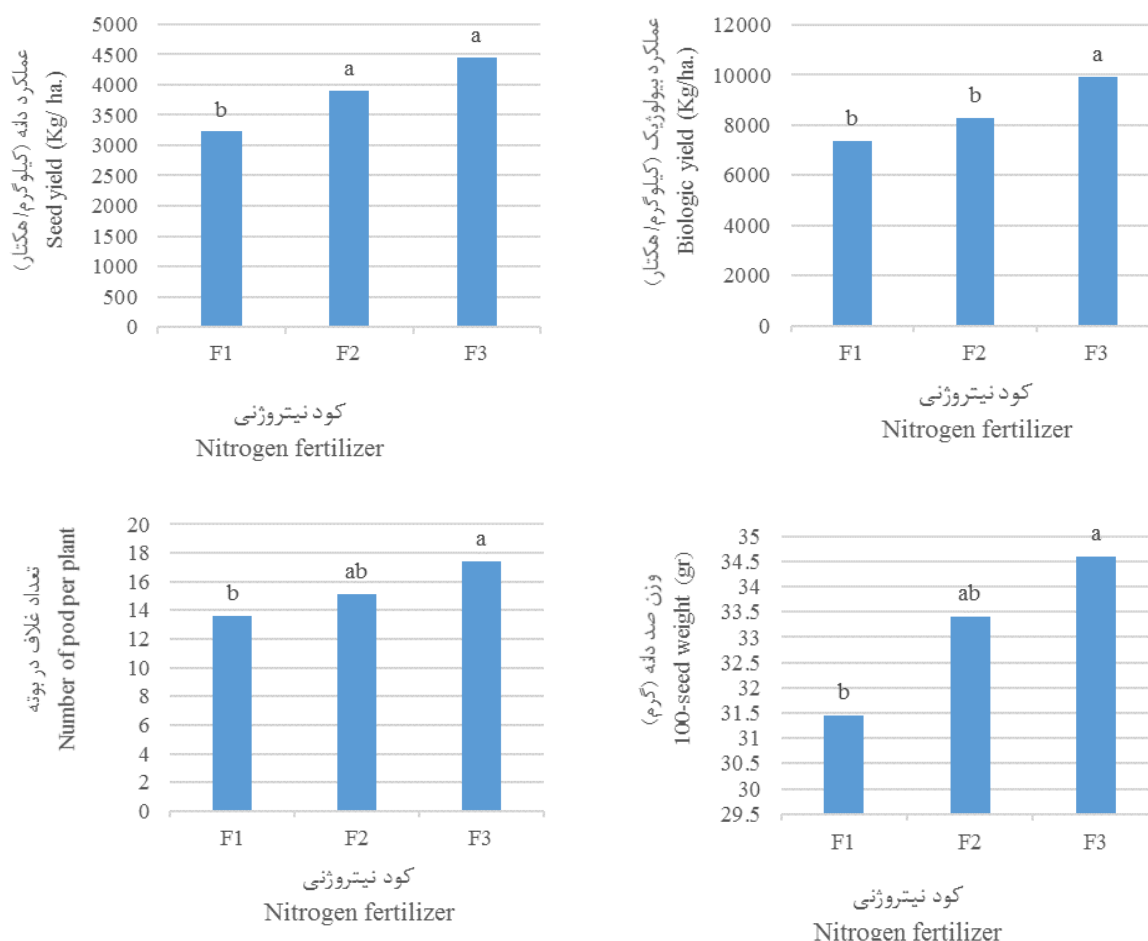 عملکرد دانه (کیلوگرم/هکتار)
Seed yield (Kg/ ha.)
5000
4500
4000
3500
3000
2500
2000
1500
1000
500
0
b
a
a
F1
F2
F3
کود نیتروژنی
Nitrogen fertilizer
عملکرد بیولوژیک (کیلوگرم/هکتار)
Biologic yield (Kg/ha.)
12000
10000
8000
6000
4000
2000
0
b
b
a
F1
F2
F3
کود نیتروژنی
Nitrogen fertilizer
تعداد غلاف در بوته
Number of pod per plant
20
18
16
14
12
10
8
6
4
2
0
b
ab
a
F1
F2
F3
کود نیتروژنی
Nitrogen fertilizer
وزن صد دانه (گرم)
100-seed weight (gr)
35
34.5
34
33.5
33
32.5
32
31.5
31
30.5
30
29.5
b
ab
a
F1
F2
F3
کود نیتروژنی
Nitrogen fertilizer